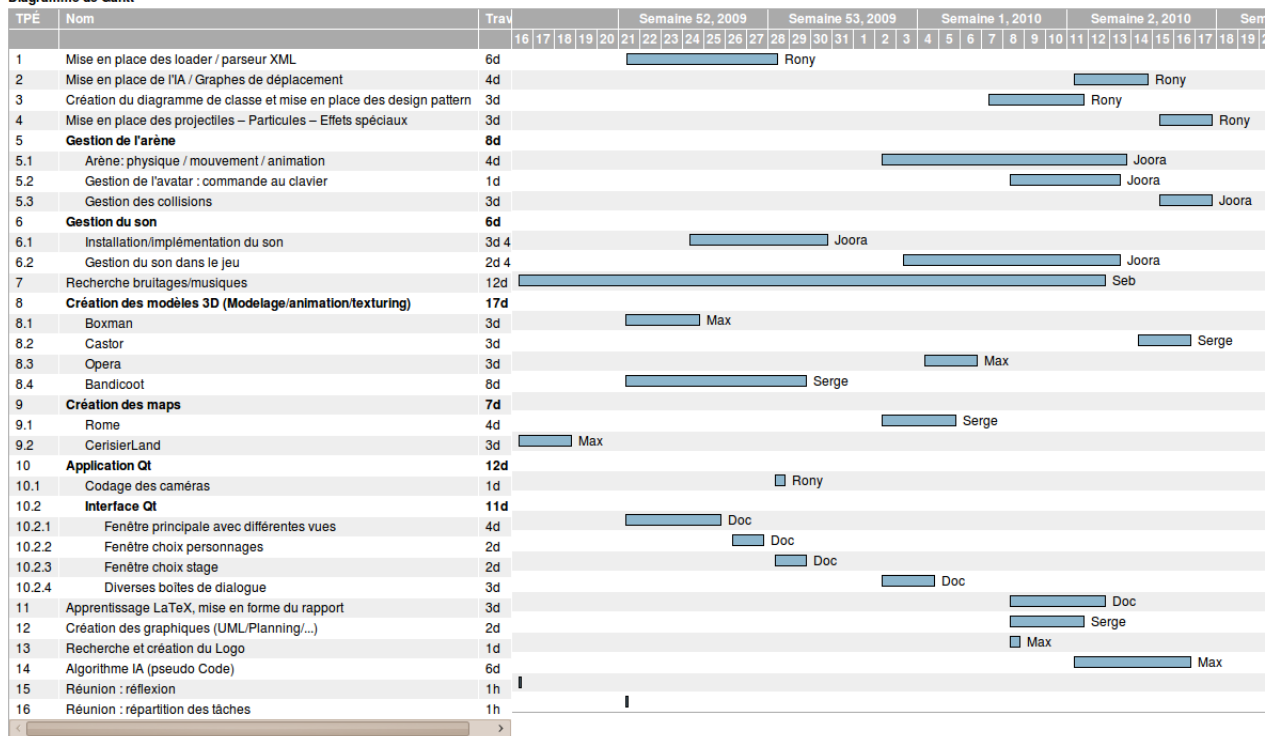 Diagramme de Gantt
TPÉ Nom Trav Semaine 52, 2009 Semaine 53, 2009 Semaine 1, 2010 Semaine 2, 2010 Sem
16 17 18 19 20 21 22 23 24 25 26 27 28 29 30 31 1 2 3 4 5 6 7 8 9 10 11 12 13 14 15 16 17 18 19 2
1 Mise en place des loader / parseur XML 6d Rony
2 Mise en place de l'IA / Graphes de déplacement 4d Rony
3 Création du diagramme de classe et mise en place des design pattern 3d Rony
4 Mise en place des projectiles – Particules – Effets spéciaux 3d Rony
5 Gestion de l'arène 8d
5.1 Arène: physique / mouvement / animation 4d Joora
5.2 Gestion de l'avatar : commande au clavier 1d Joora
5.3 Gestion des collisions 3d Joora
6 Gestion du son 6d
6.1 Installation/implémentation du son 3d 4 Joora
6.2 Gestion du son dans le jeu 2d 4 Joora
7 Recherche bruitages/musiques 12d Seb
8 Création des modèles 3D (Modelage/animation/texturing) 17d
8.1 Boxman 3d Max
8.2 Castor 3d Serge
8.3 Opera 3d Max
8.4 Bandicoot 8d Serge
9 Création des maps 7d
9.1 Rome 4d Serge
9.2 CerisierLand 3d Max
10 Application Qt 12d
10.1 Codage des caméras 1d Rony
10.2 Interface Qt 11d
10.2.1 Fenêtre principale avec différentes vues 4d Doc
10.2.2 Fenêtre choix personnages 2d Doc
10.2.3 Fenêtre choix stage 2d Doc
10.2.4 Diverses boîtes de dialogue 3d Doc
11 Apprentissage LaTeX, mise en forme du rapport 3d Doc
12 Création des graphiques (UML/Planning/...) 2d Serge
13 Recherche et création du Logo 1d Max
14 Algorithme IA (pseudo Code) 6d Max
15 Réunion : réflexion 1h
16 Réunion : répartition des tâches 1h